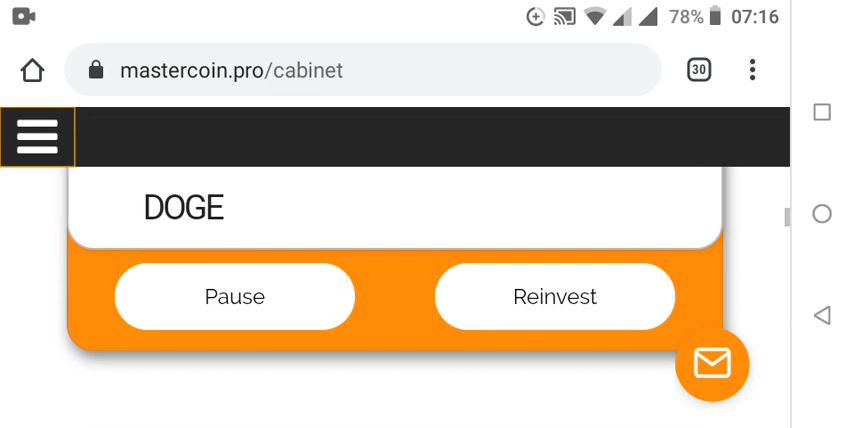 78% 07:16
mastercoin.pro/cabinet
30
DOGE
Pause Reinvest